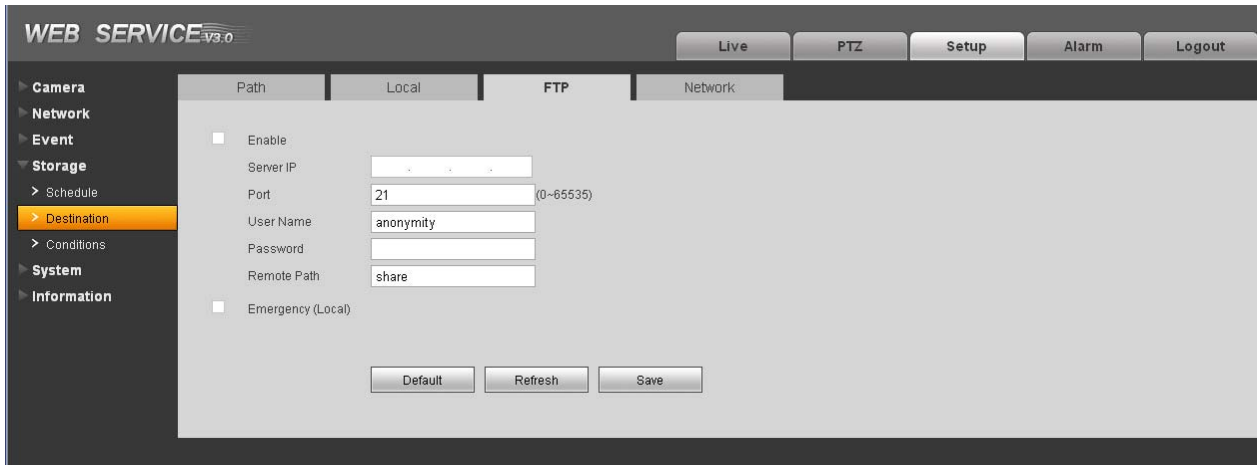 WEB SERVICE V3.0
Live PTZ Setup Alarm Logout
Camera
Network
Event
Storage
> Schedule
> Destination
> Conditions
System
Information
Path Local FTP Network
Enable
Server IP . . .
Port 21 (0~65535)
User Name anonymity
Password
Remote Path share
Emergency (Local)
Default Refresh Save